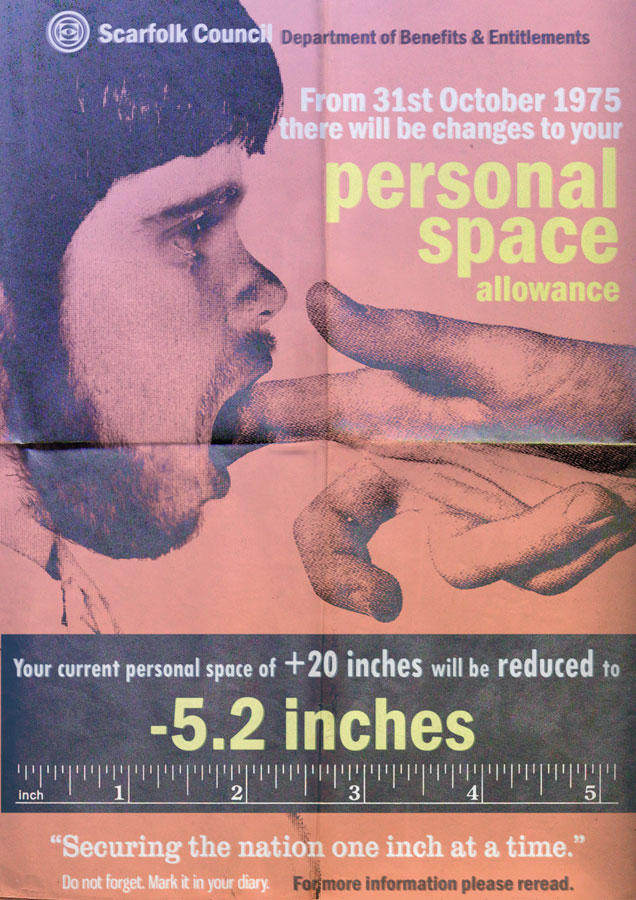 Scarfolk Council Department of Benefits & Entitlements
From 31st October 1975
there will be changes to your
personal
space
allowance
Your current personal space of +20 inches will be reduced to
-5.2 inches
inch 1 2 3 4 5
“Securing the nation one inch at a time.”
Do not forget. Mark it in your diary. For more information please reread.